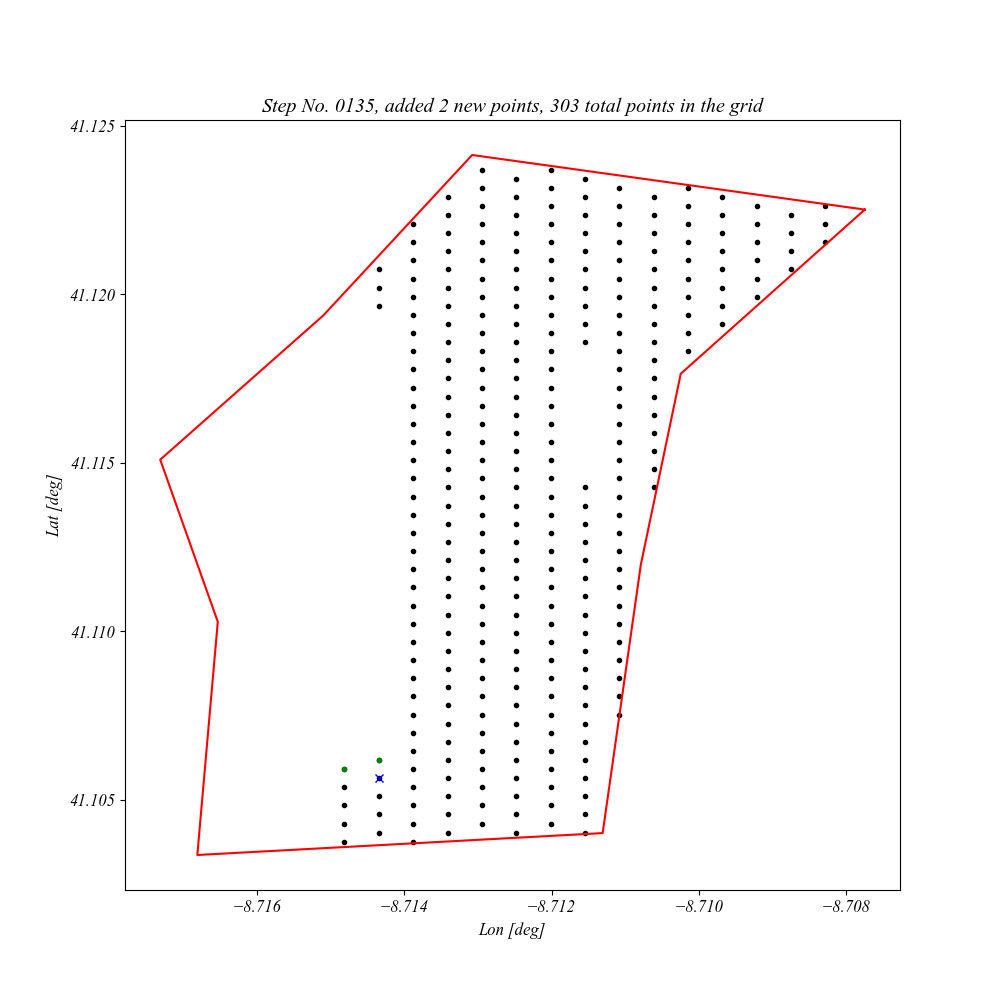 Step No. 0135, added 2 new points, 303 total points in the grid
41.125
41.120
41.115
41.110
41.105
Lat [deg]
−8.716 −8.714 −8.712 −8.710 −8.708
Lon [deg]